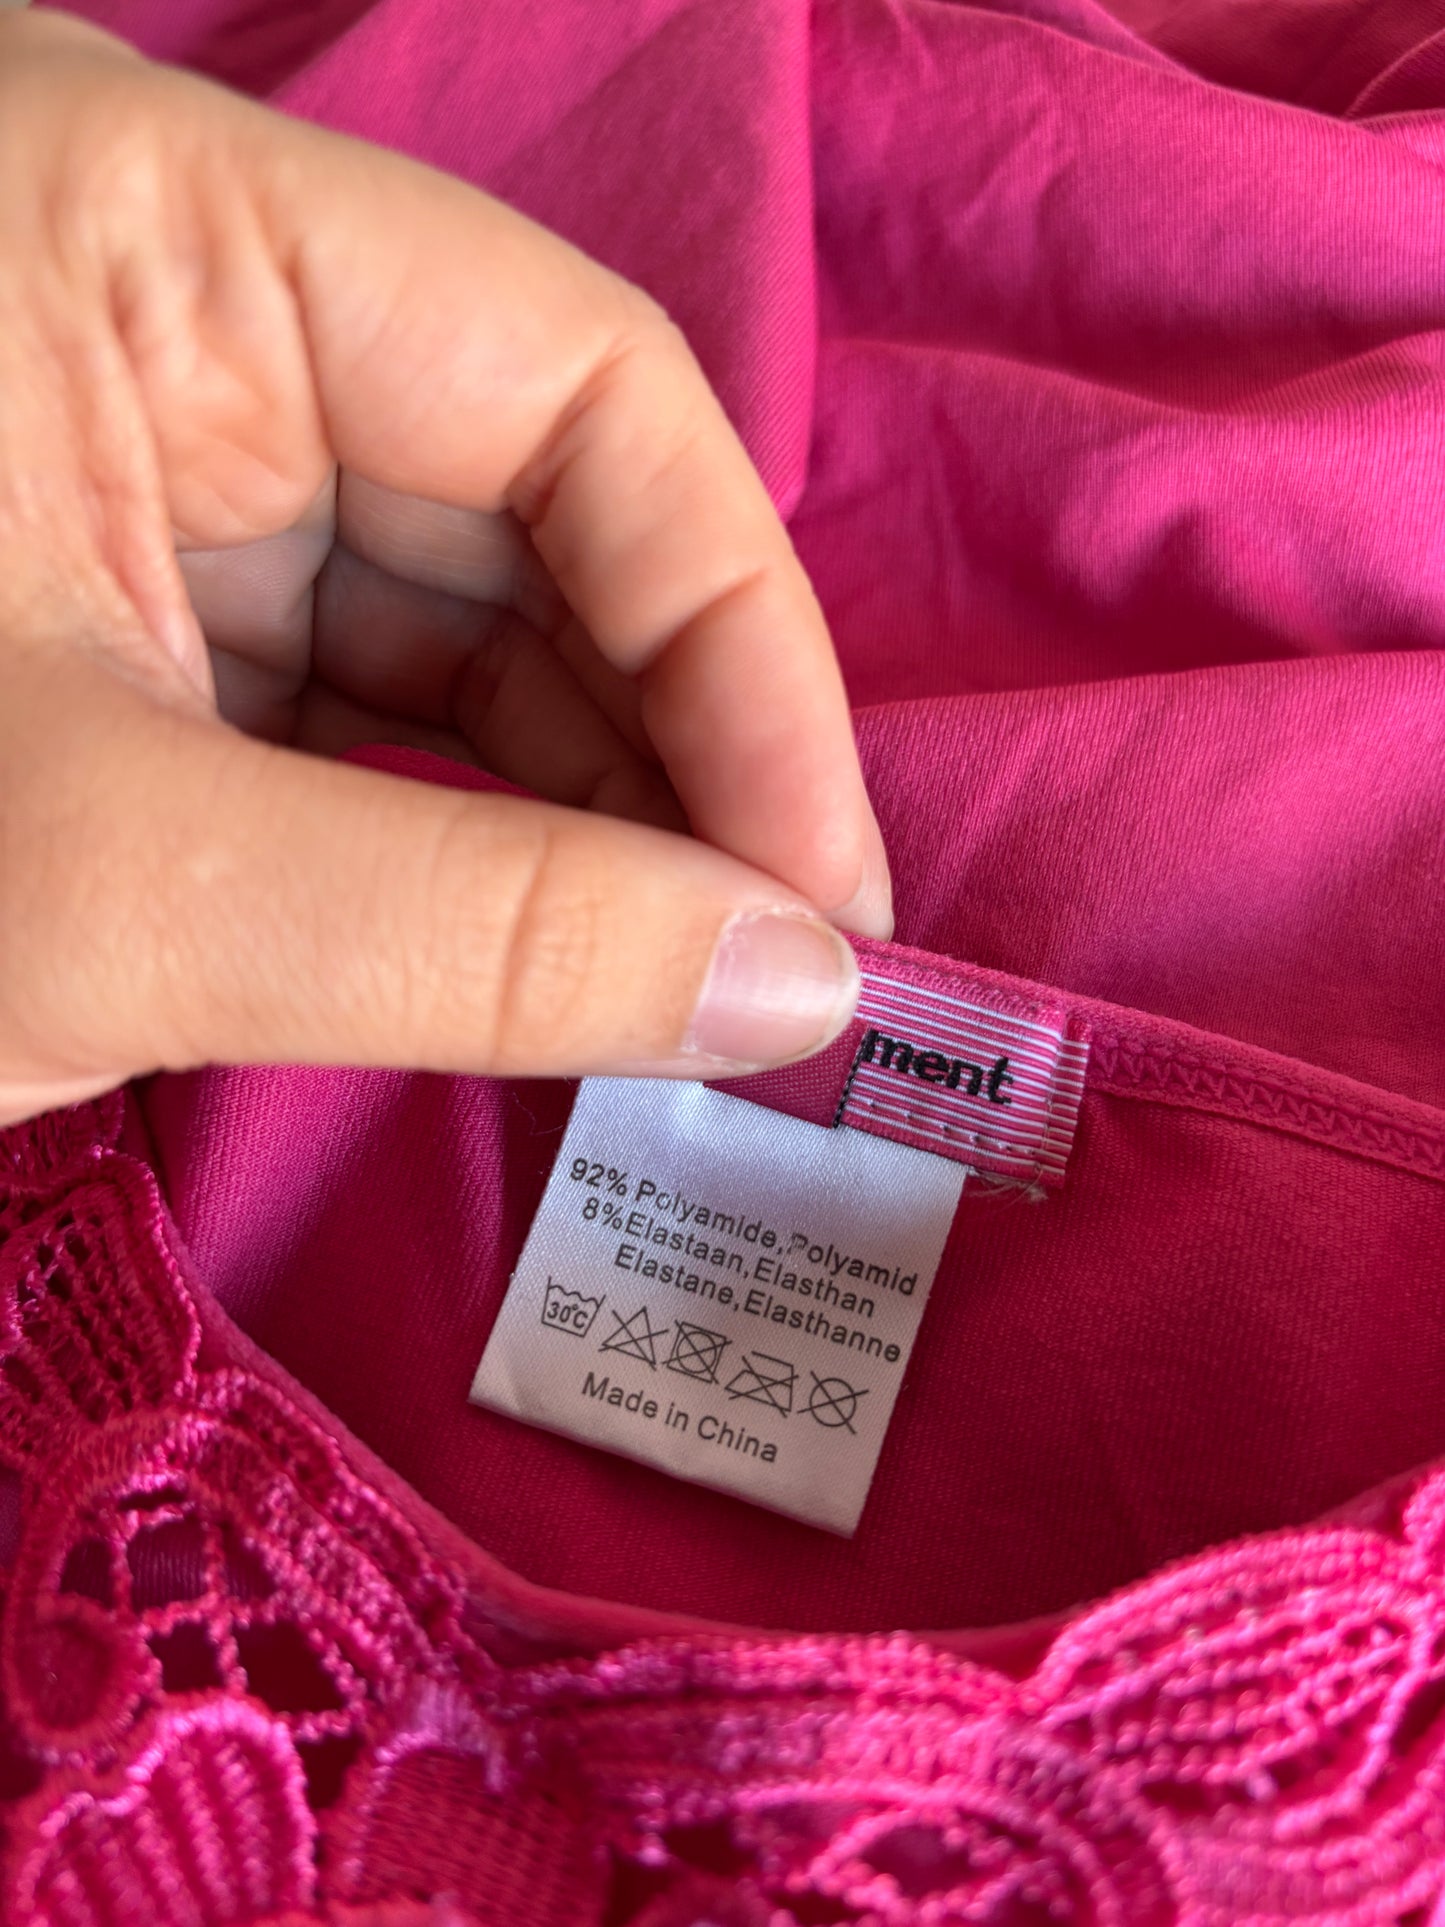 ment
92% Polyamide,Polyamid
8%Elastaan,Elasthan
Elastane,Elasthanne
30°C
Made in China